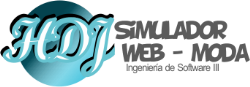 HDJ
SIMULADOR
WEB - MODA
Ingeniería de Software III